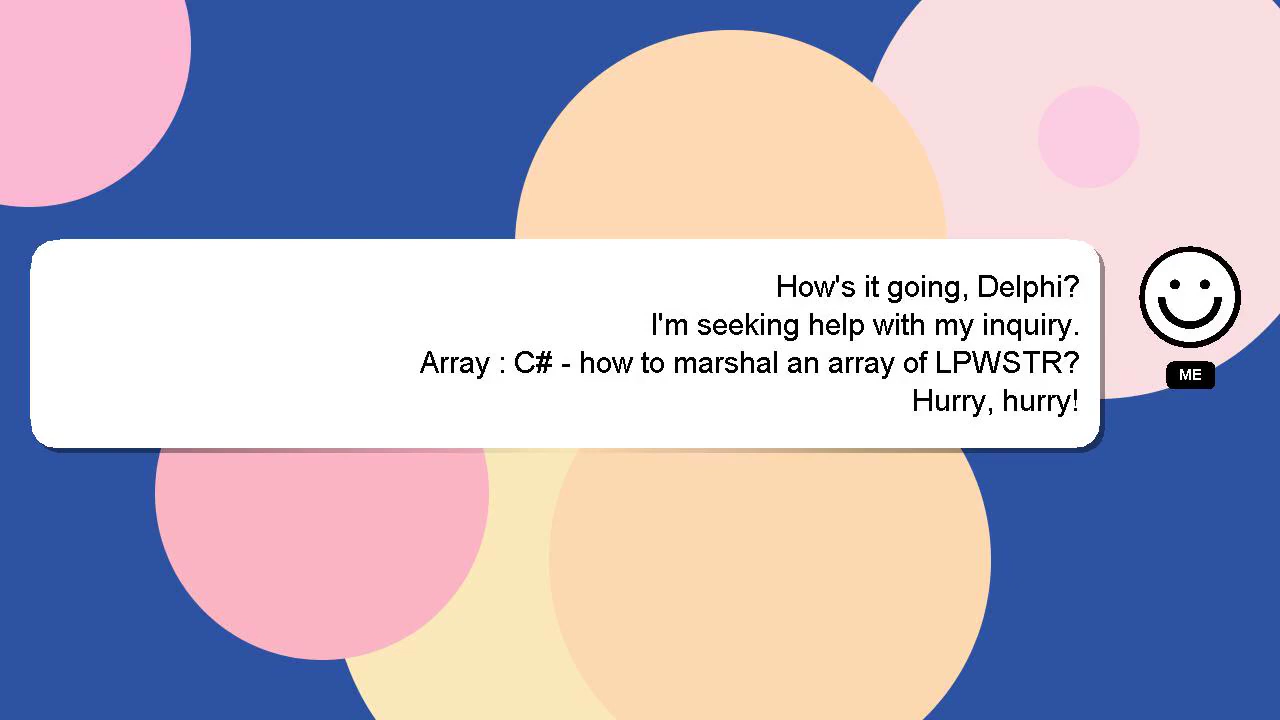 How's it going, Delphi?
I'm seeking help with my inquiry.
Array : C# - how to marshal an array of LPWSTR?
Hurry, hurry!
ME